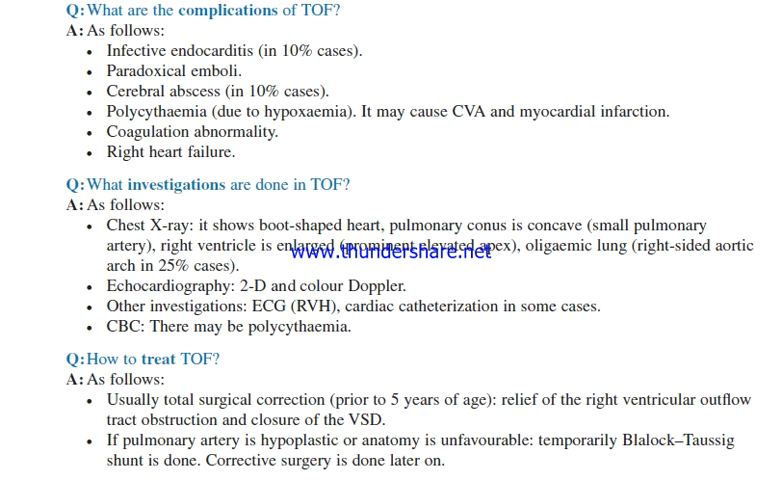 Q: What are the complications of TOF?
A: As follows:
• Infective endocarditis (in 10% cases).
• Paradoxical emboli.
• Cerebral abscess (in 10% cases).
• Polycythaemia (due to hypoxaemia). It may cause CVA and myocardial infarction.
• Coagulation abnormality.
• Right heart failure.
Q: What investigations are done in TOF?
A: As follows:
• Chest X-ray: it shows boot-shaped heart, pulmonary conus is concave (small pulmonary
artery), right ventricle is enlarged (prominent elevated apex), oligaemic lung (right-sided aortic
www.thundershare.net
arch in 25% cases).
• Echocardiography: 2-D and colour Doppler.
• Other investigations: ECG (RVH), cardiac catheterization in some cases.
• CBC: There may be polycythaemia.
Q: How to treat TOF?
A: As follows:
• Usually total surgical correction (prior to 5 years of age): relief of the right ventricular outflow
tract obstruction and closure of the VSD.
• If pulmonary artery is hypoplastic or anatomy is unfavourable: temporarily Blalock–Taussig
shunt is done. Corrective surgery is done later on.